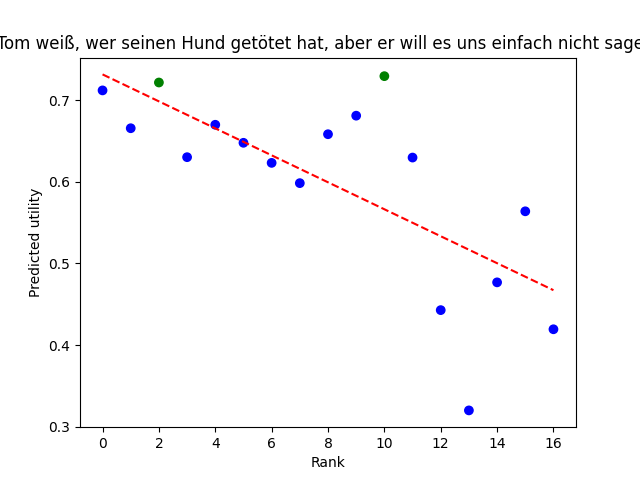 Tom weiß, wer seinen Hund getötet hat, aber er will es uns einfach nicht sage
Predicted utility
0.7
0.6
0.5
0.4
0.3
0 2 4 6 8 10 12 14 16
Rank